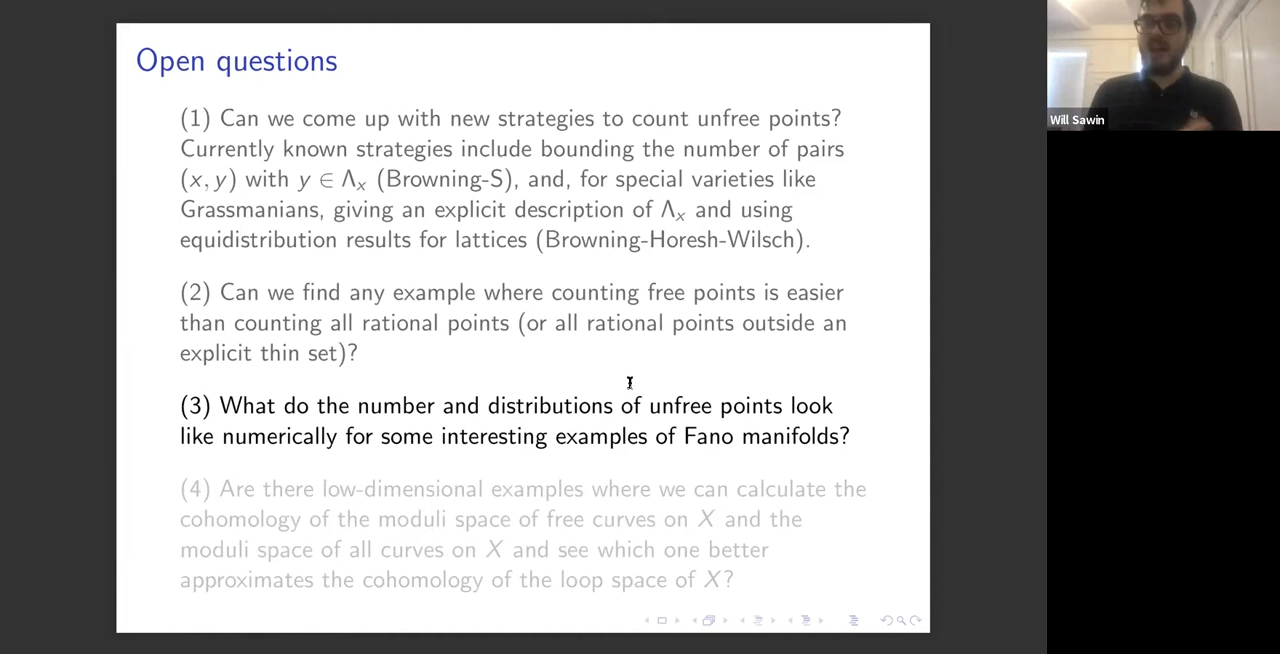 Open questions
(1) Can we come up with new strategies to count unfree points?
Currently known strategies include bounding the number of pairs
(x, y) with y ∈ Λₓ (Browning-S), and, for special varieties like
Grassmanians, giving an explicit description of Λₓ and using
equidistribution results for lattices (Browning-Horesh-Wilsch).
(2) Can we find any example where counting free points is easier
than counting all rational points (or all rational points outside an
explicit thin set)?
(3) What do the number and distributions of unfree points look
like numerically for some interesting examples of Fano manifolds?
(4) Are there low-dimensional examples where we can calculate the
cohomology of the moduli space of free curves on X and the
moduli space of all curves on X and see which one better
approximates the cohomology of the loop space of X?
Will Sawin